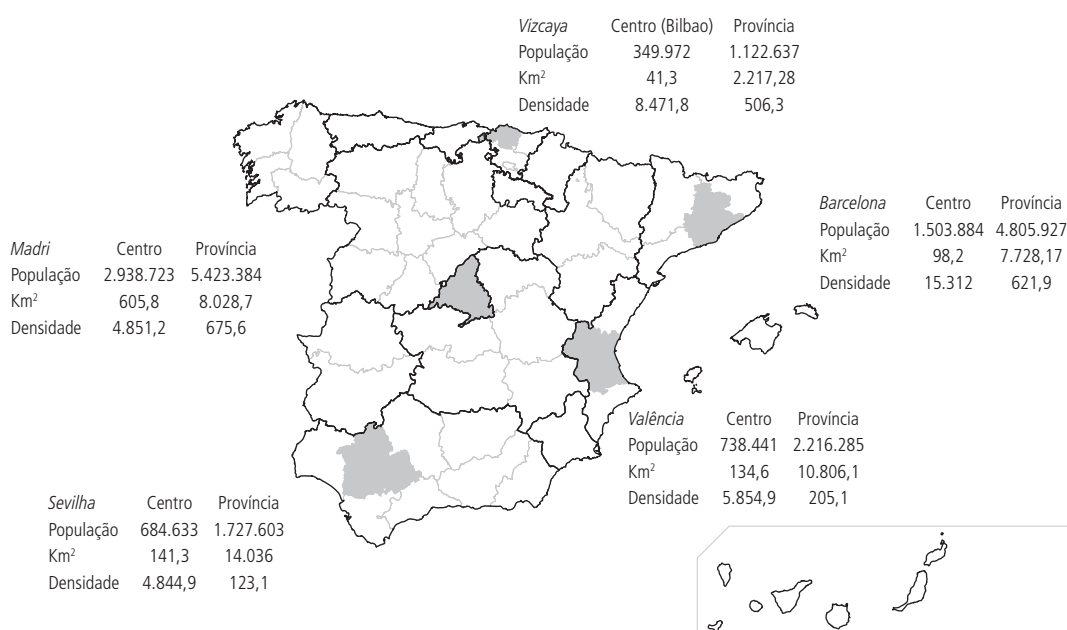 Vizcaya Centro (Bilbao) Província
População 349.972 1.122.637
Km² 41,3 2.217,28
Densidade 8.471,8 506,3
Barcelona Centro Província
População 1.503.884 4.805.927
Km² 98,2 7.728,17
Densidade 15.312 621,9
Madri Centro Província
População 2.938.723 5.423.384
Km² 605,8 8.028,7
Densidade 4.851,2 675,6
Valência Centro Província
População 738.441 2.216.285
Km² 134,6 10.806,1
Densidade 5.854,9 205,1
Sevilha Centro Província
População 684.633 1.727.603
Km² 141,3 14.036
Densidade 4.844,9 123,1